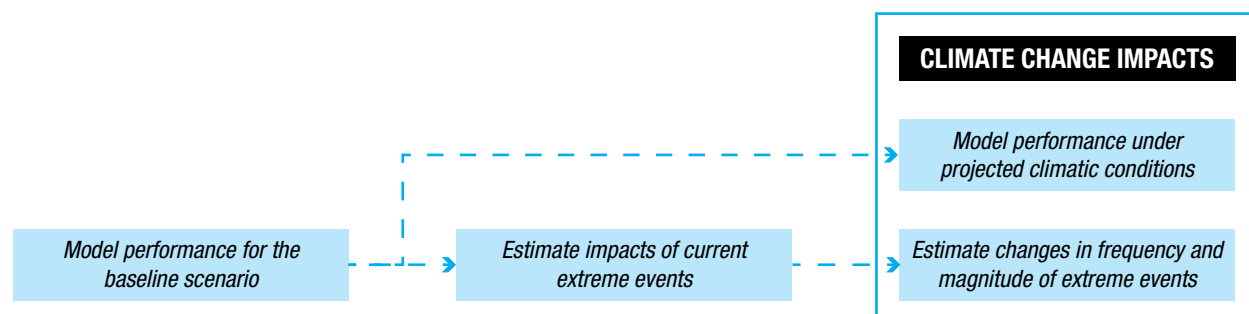 CLIMATE CHANGE IMPACTS
Model performance under
projected climatic conditions
Model performance for the
baseline scenario
Estimate impacts of current
extreme events
Estimate changes in frequency and
magnitude of extreme events